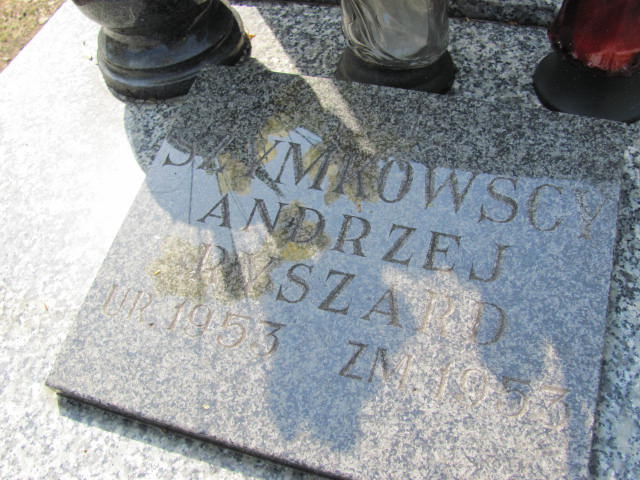 SZYMKOWSCY
ANDRZEJ
RYSZARD
UR. 1953 ZM. 1953